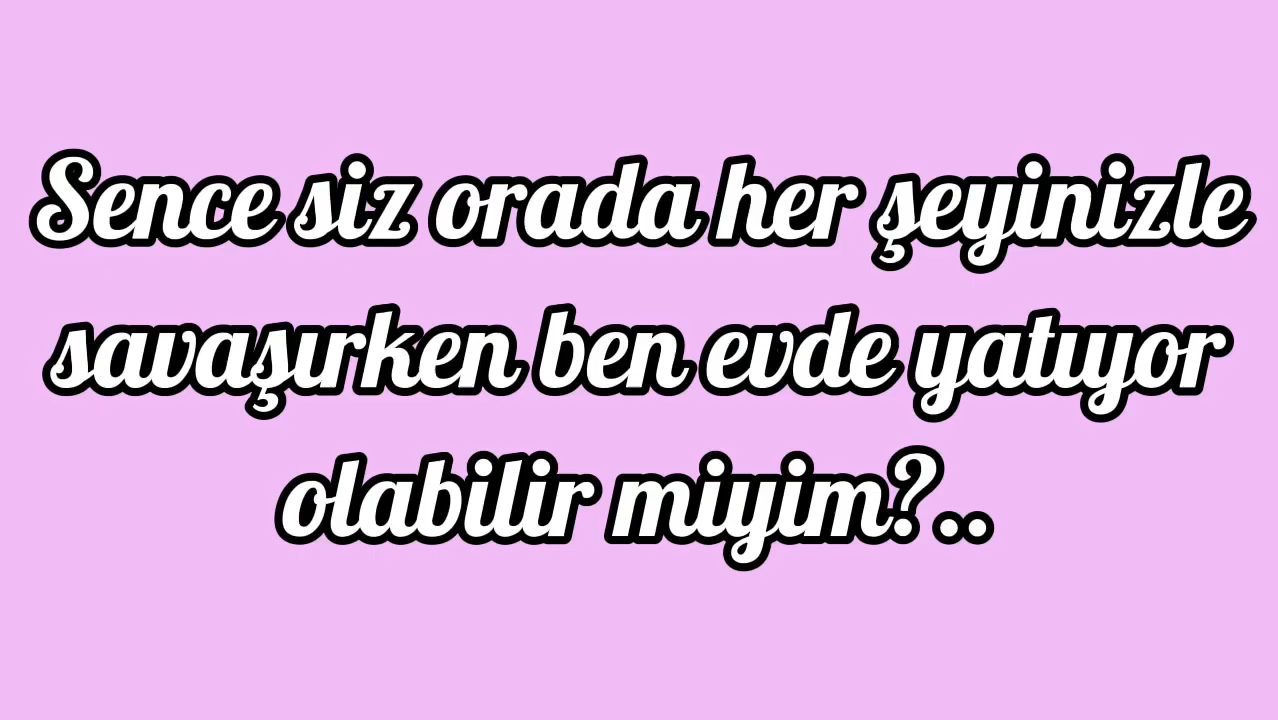 Sence siz orada her şeyinizle
savaşırken ben evde yatıyor
olabilir miyim?..